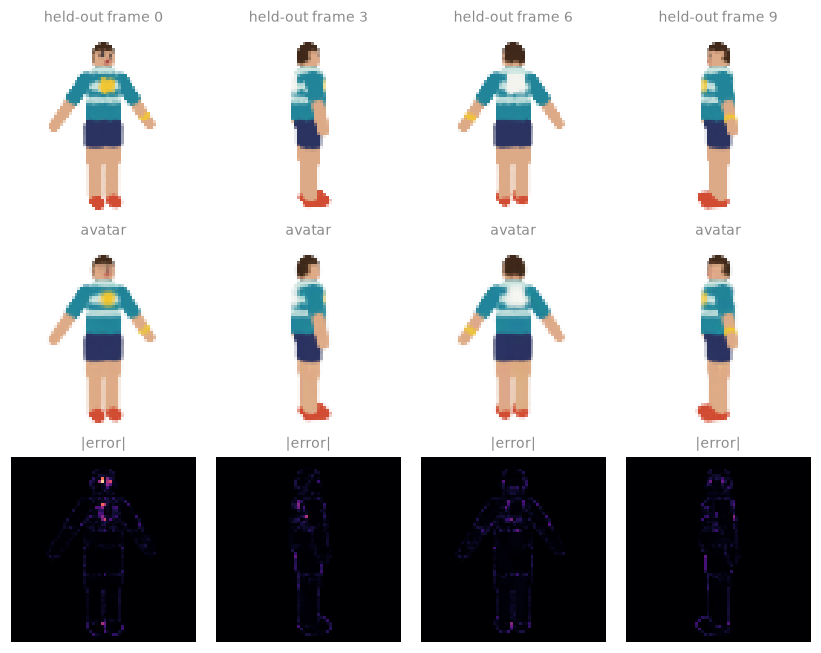 held-out frame 0
held-out frame 3
held-out frame 6
held-out frame 9
avatar
avatar
avatar
avatar
|error|
|error|
|error|
|error|